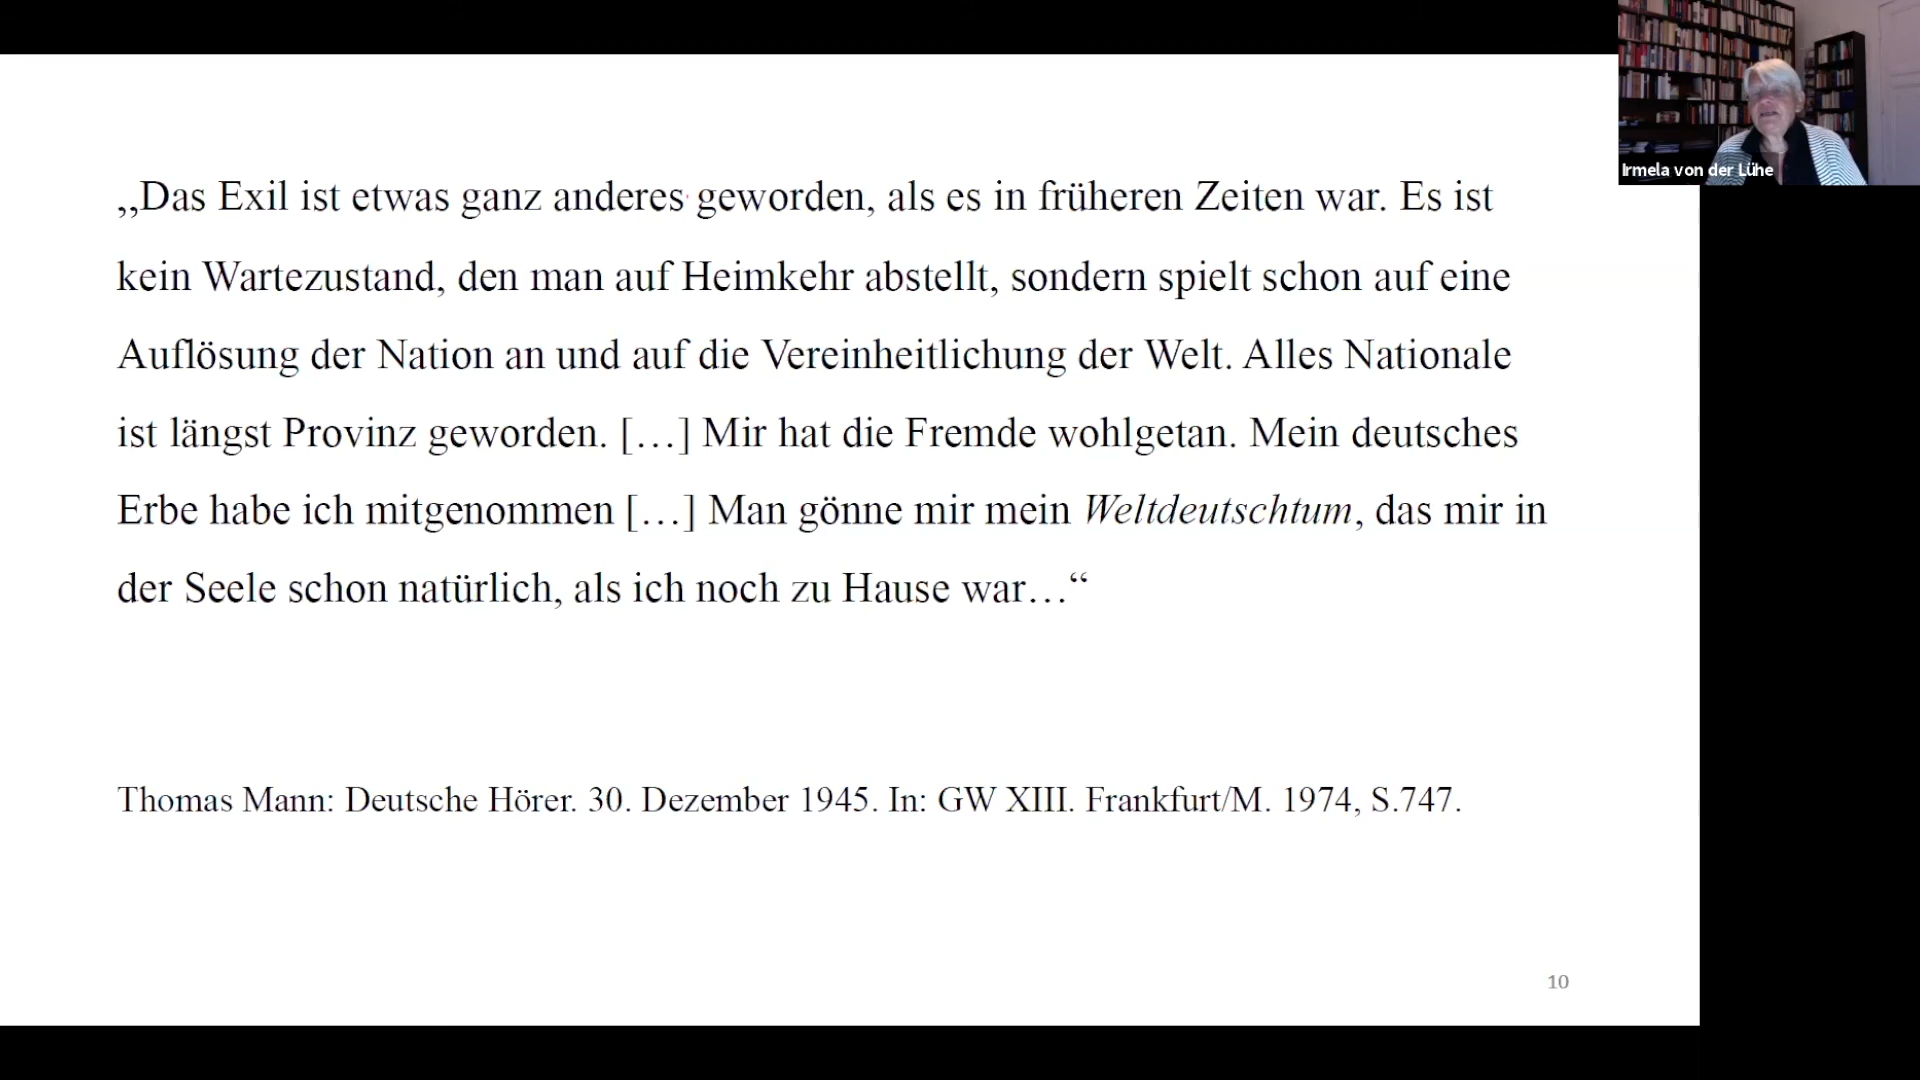 „Das Exil ist etwas ganz anderes geworden, als es in früheren Zeiten war. Es ist
kein Wartezustand, den man auf Heimkehr abstellt, sondern spielt schon auf eine
Auflösung der Nation an und auf die Vereinheitlichung der Welt. Alles Nationale
ist längst Provinz geworden. […] Mir hat die Fremde wohlgetan. Mein deutsches
Erbe habe ich mitgenommen […] Man gönne mir mein Weltdeutschtum, das mir in
der Seele schon natürlich, als ich noch zu Hause war…“
Thomas Mann: Deutsche Hörer. 30. Dezember 1945. In: GW XIII. Frankfurt/M. 1974, S.747.
10
Irmela von der Lühe